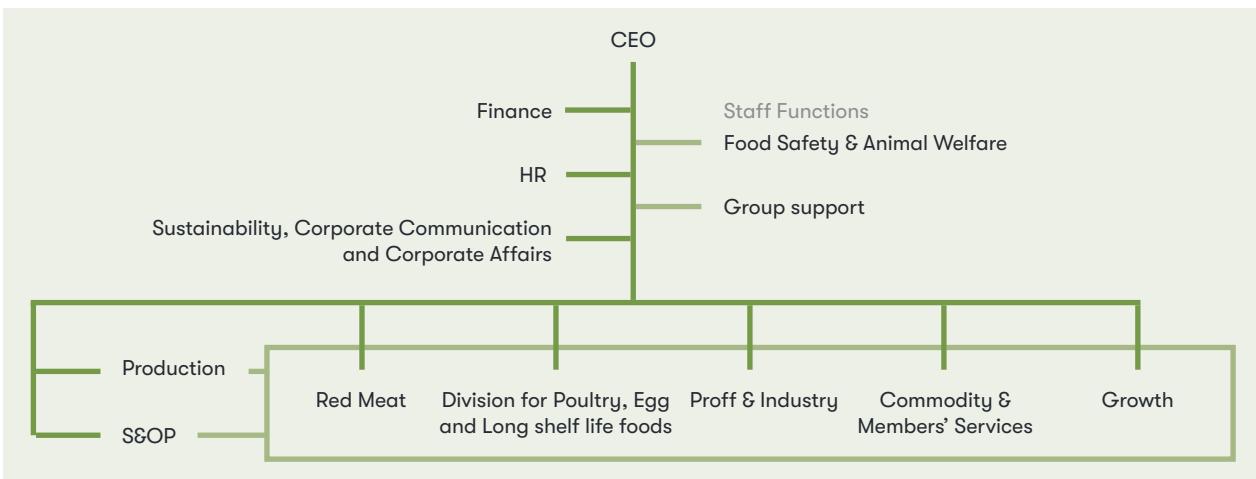 CEO
Finance
Staff Functions
Food Safety & Animal Welfare
HR
Group support
Sustainability, Corporate Communication
and Corporate Affairs
Production
Red Meat
Division for Poultry, Egg
and Long shelf life foods
Proff & Industry
Commodity &
Members’ Services
Growth
S&OP